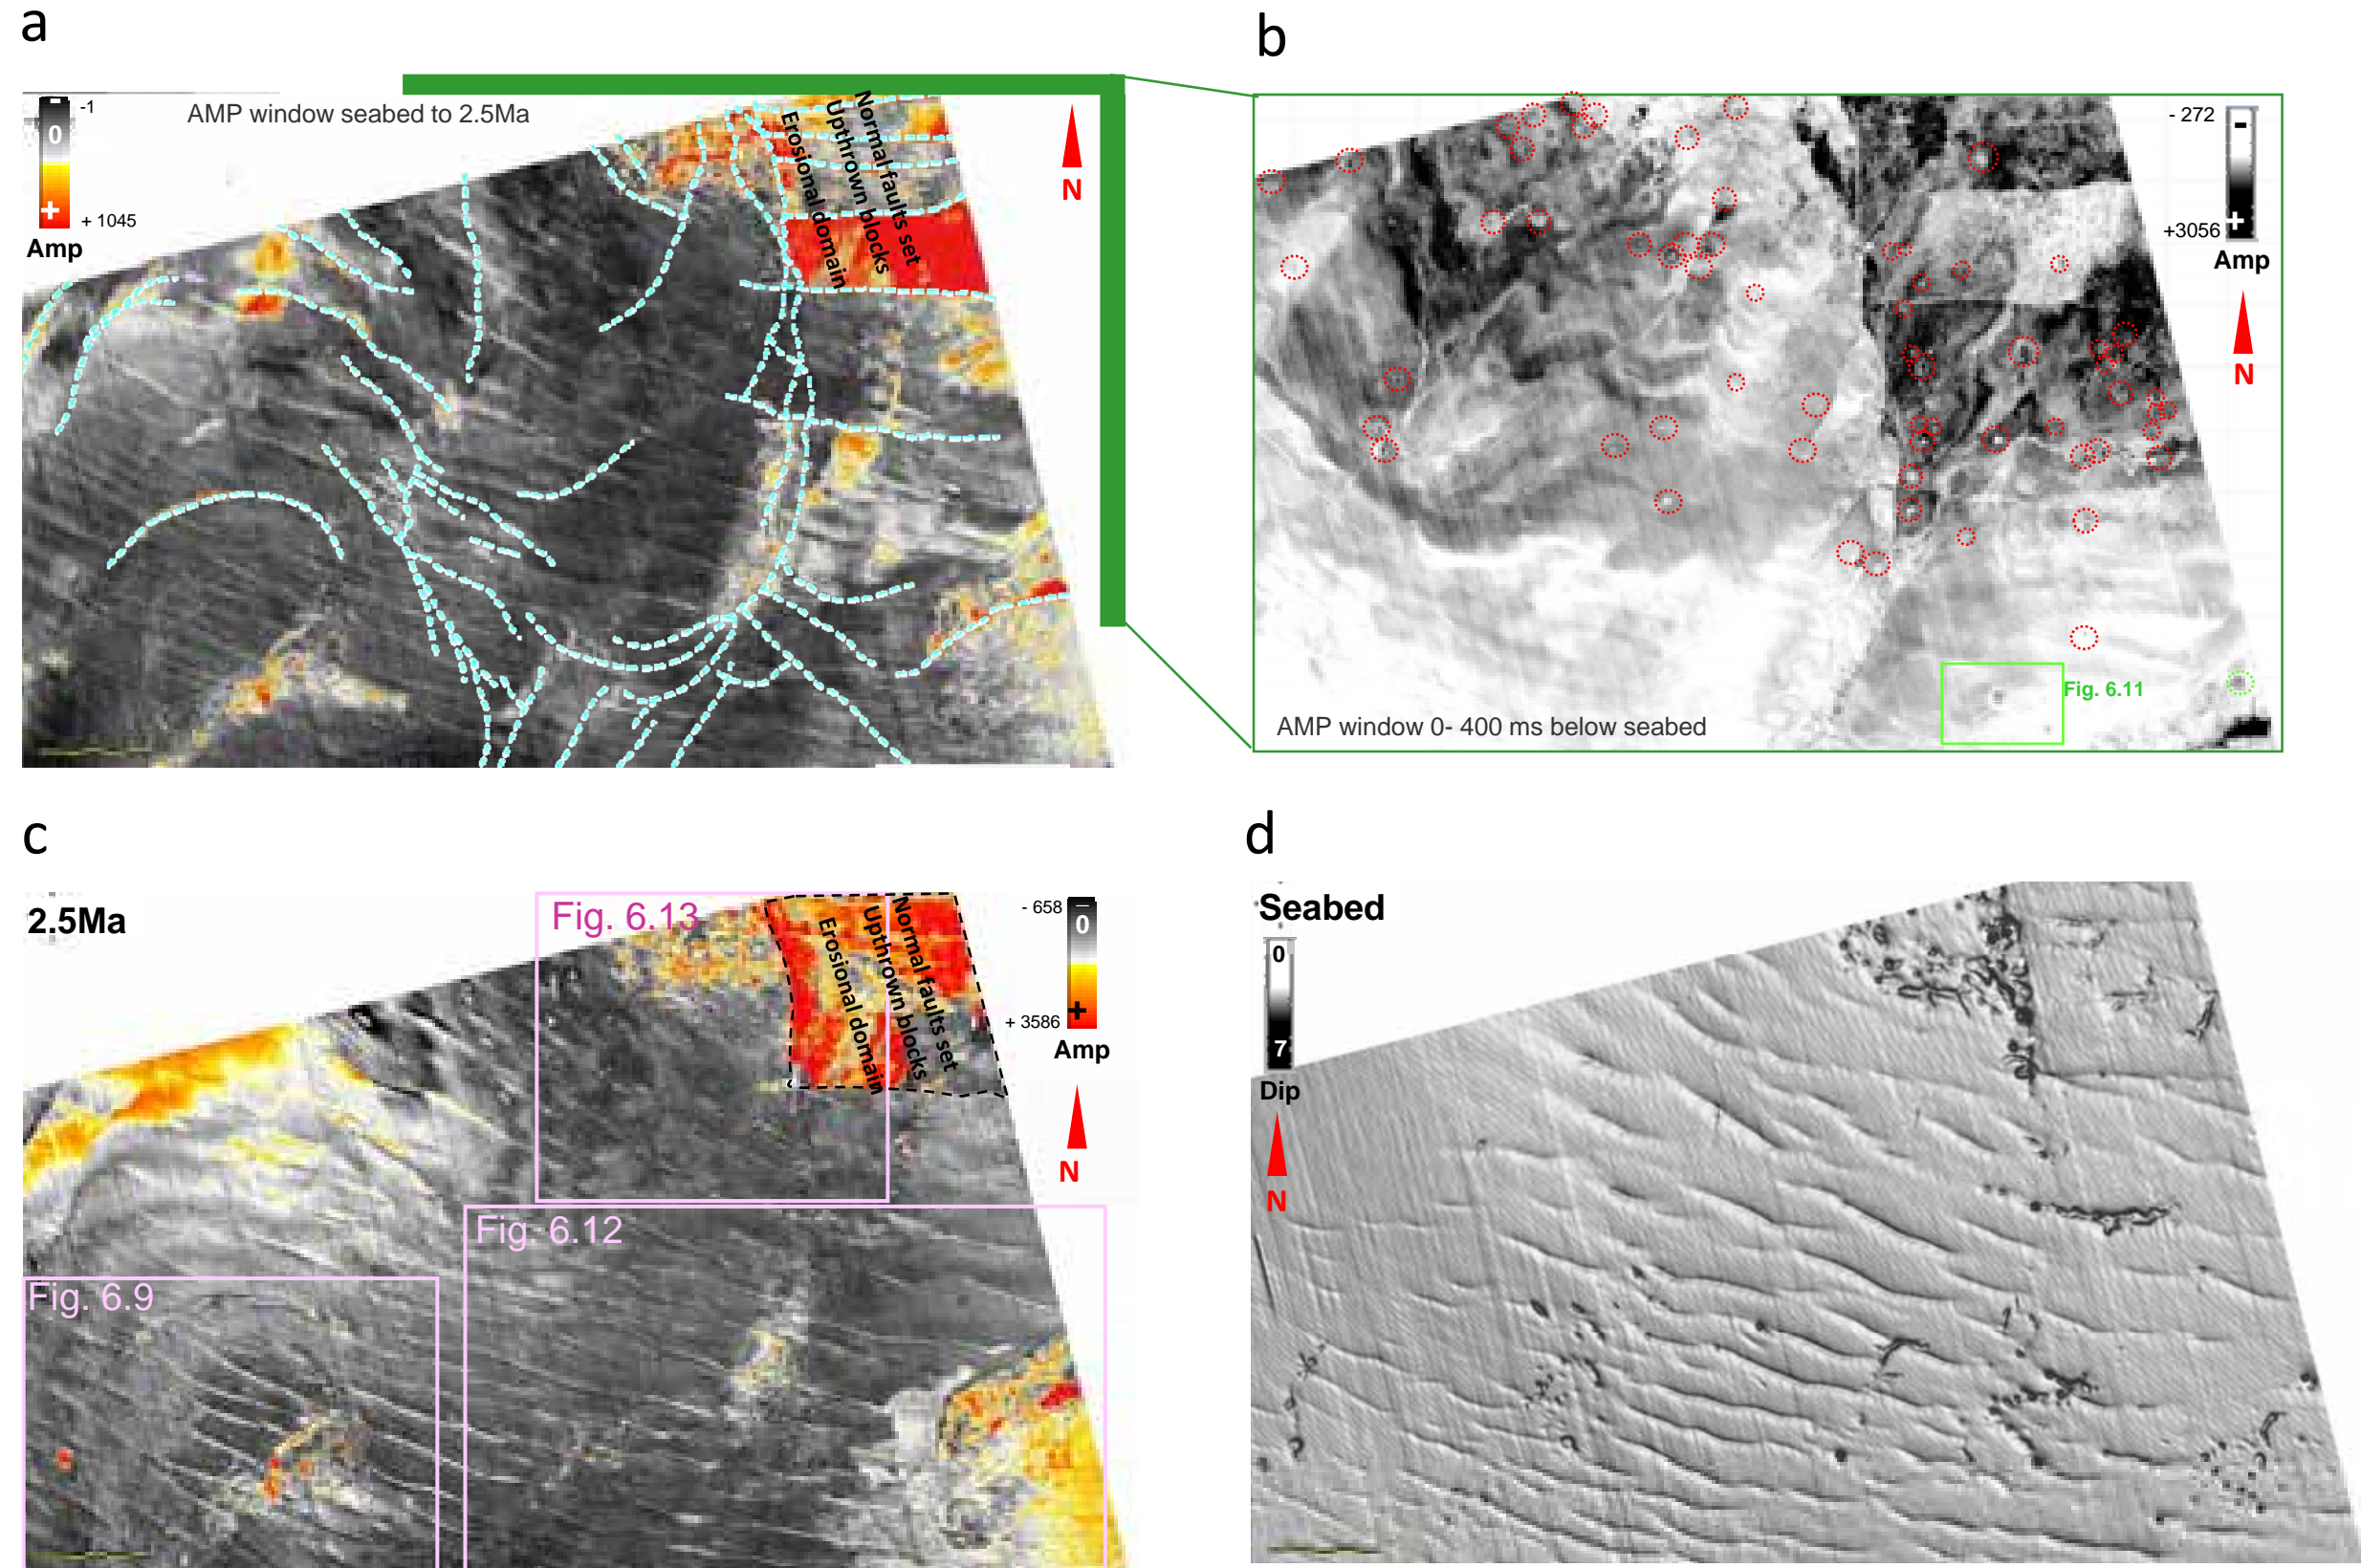 a
-
-1
0
+
+ 1045
Amp
AMP window seabed to 2.5Ma
Normal faults set
Upthrown blocks
Erosional domain
N
b
- 272
-
+
+3056
Amp
N
Fig. 6.11
AMP window 0- 400 ms below seabed
c
2.5Ma
Fig. 6.13
Normal faults set
Upthrown blocks
Erosional domain
- 658
–
0
+
+ 3586
Amp
N
Fig. 6.12
Fig. 6.9
d
Seabed
0
7
Dip
N